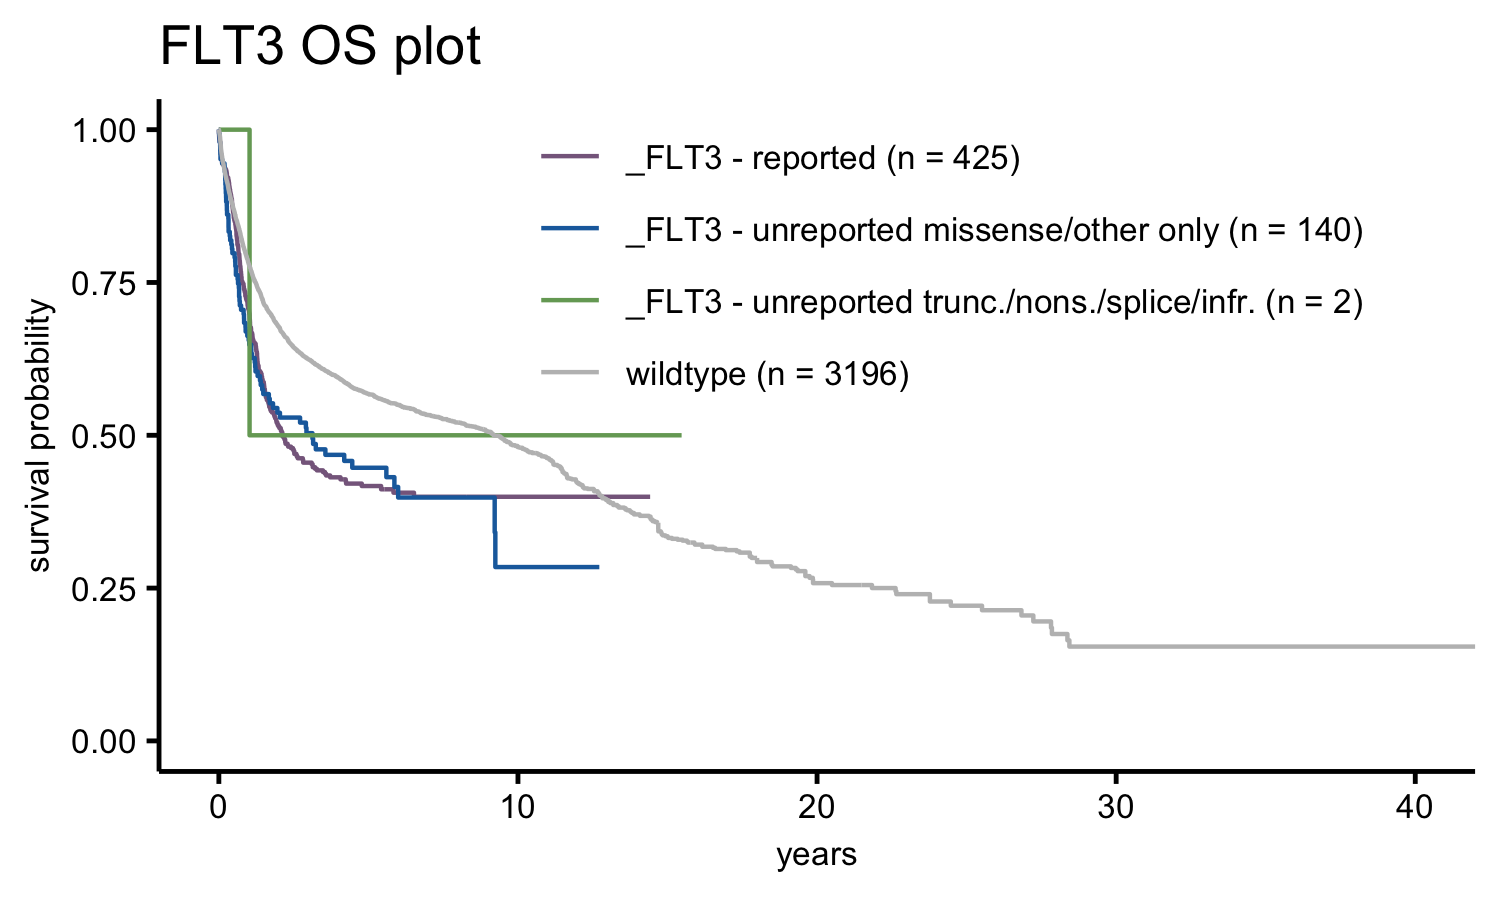 FLT3 OS plot
1.00
0.75
0.50
0.25
0.00
survival probability
_FLT3 - reported (n = 425)
_FLT3 - unreported missense/other only (n = 140)
_FLT3 - unreported trunc./nons./splice/infr. (n = 2)
wildtype (n = 3196)
0 10 20 30 40
years